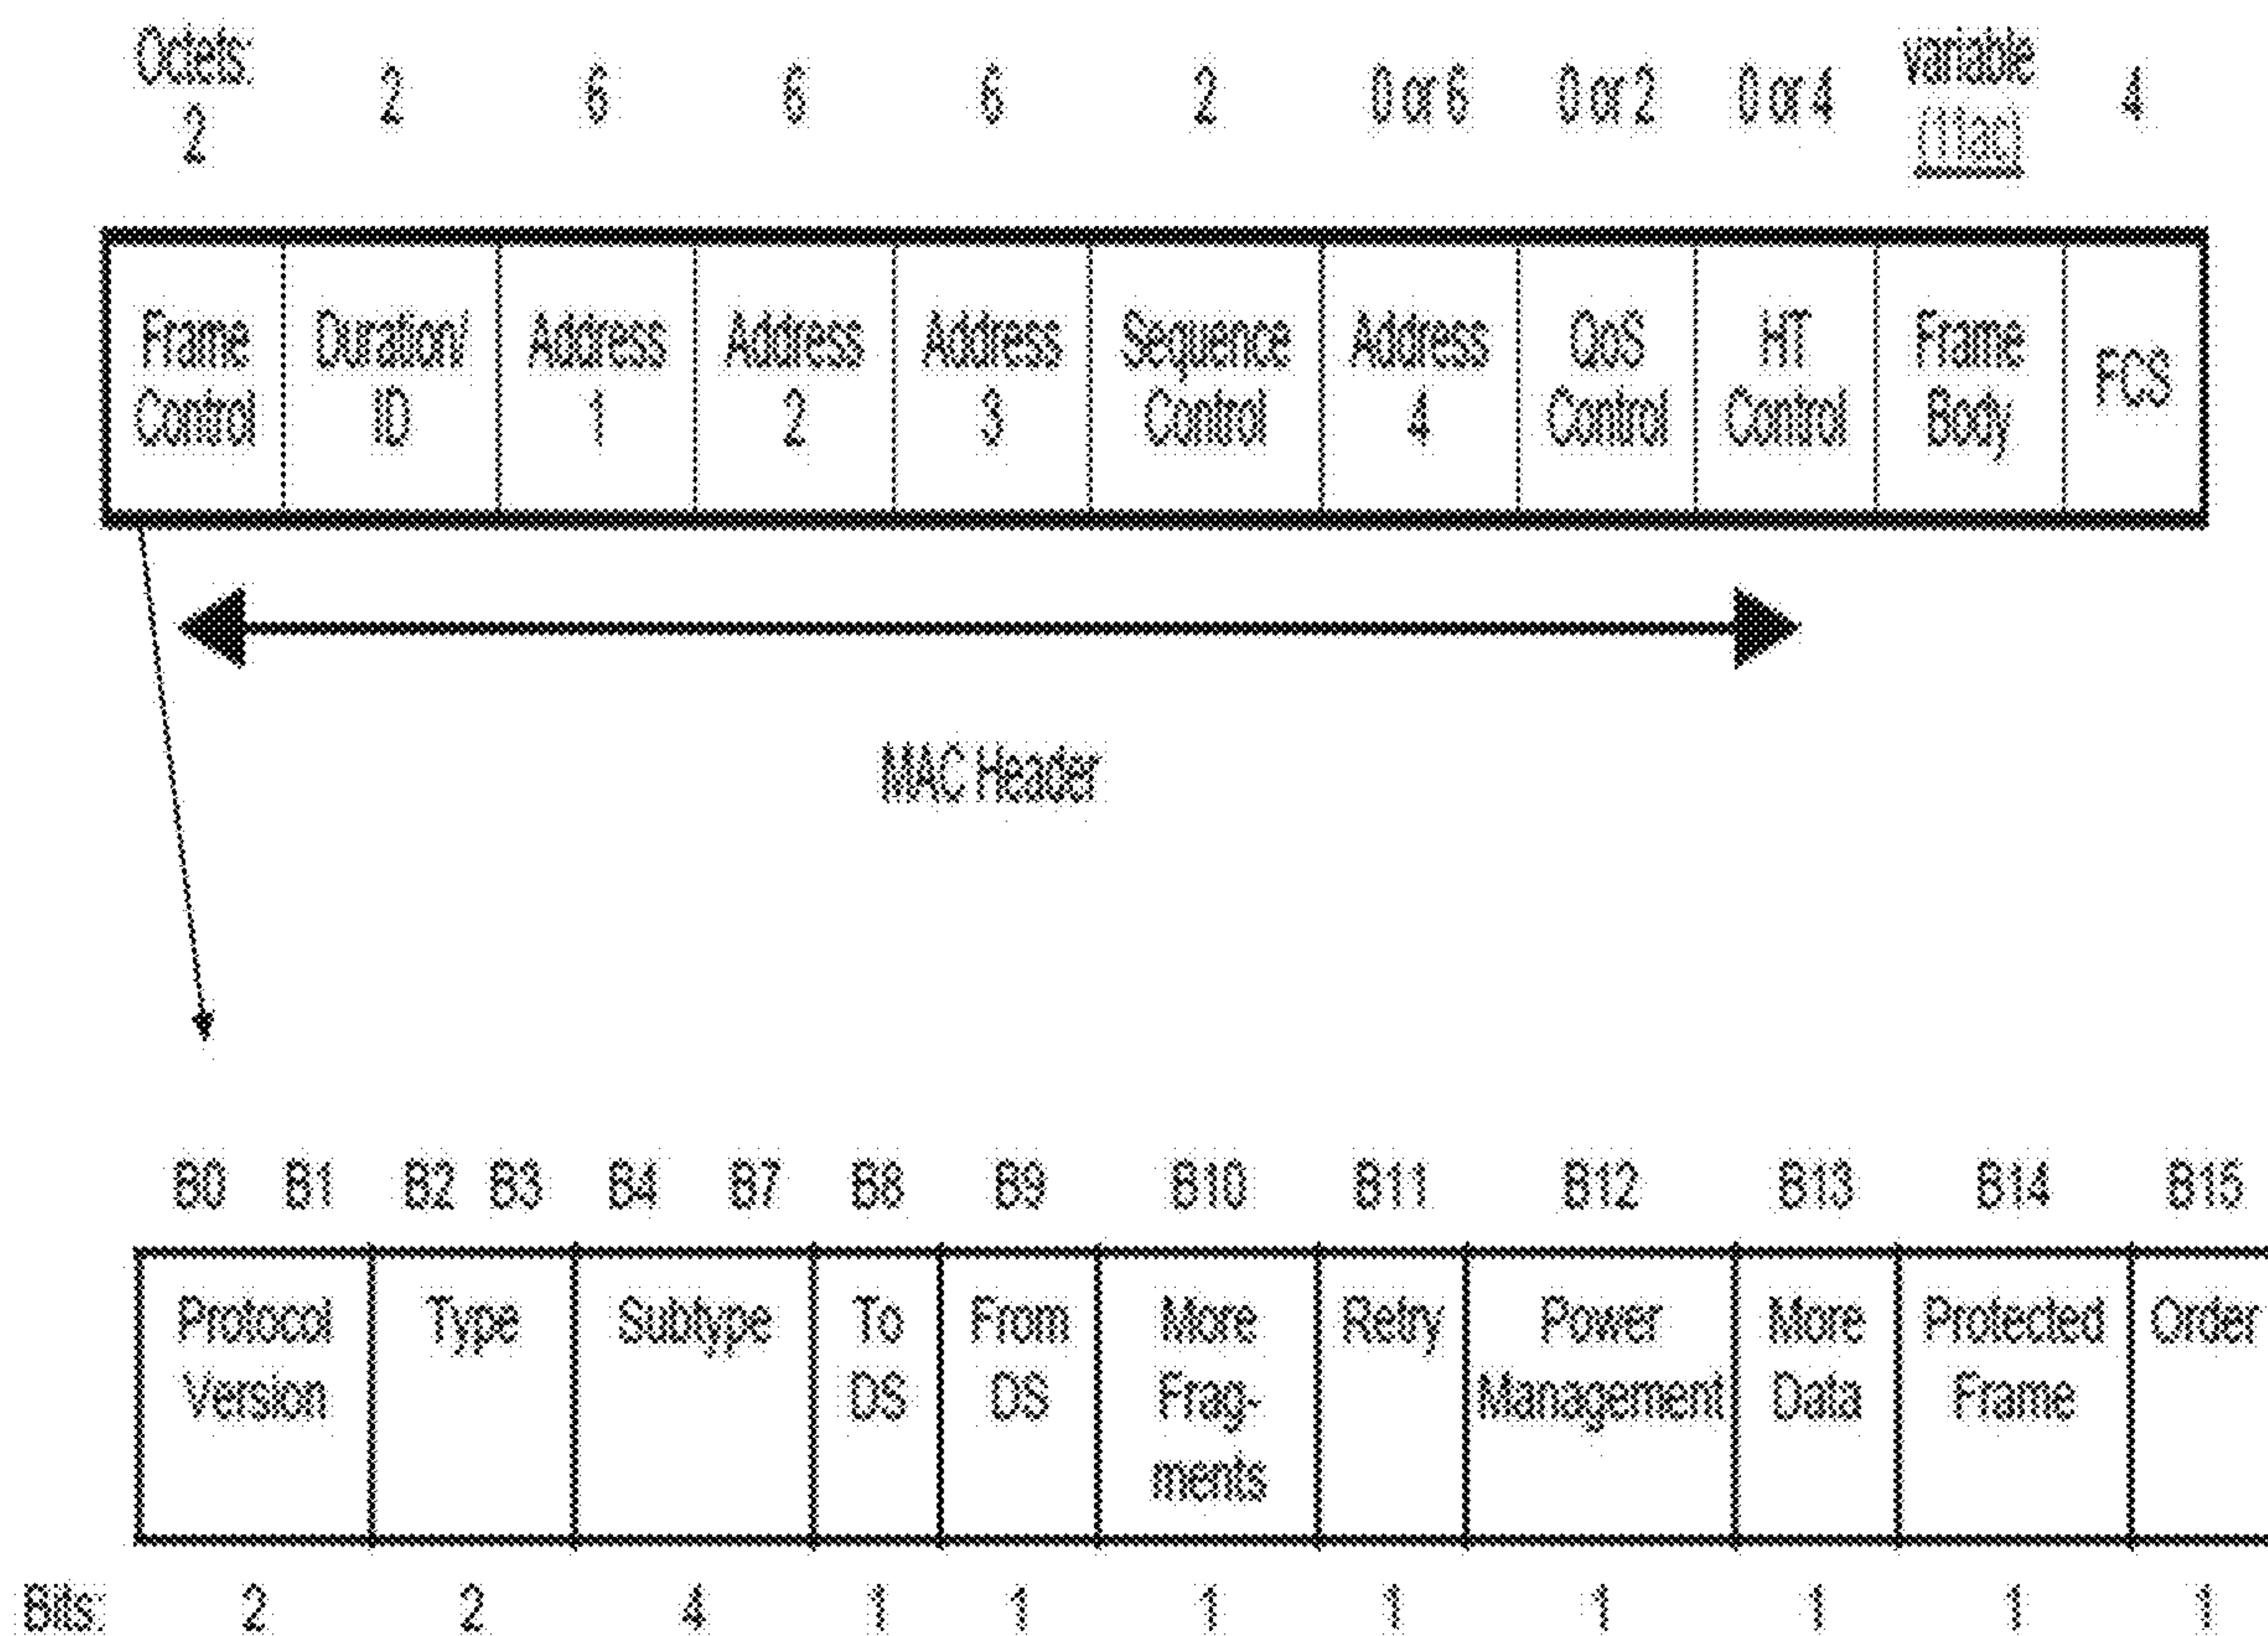 Octets:
2 2 6 6 6 2 0 or 6 0 or 2 0 or 4 variable (11ac) 4
Frame Control
Duration/ ID
Address 1
Address 2
Address 3
Sequence Control
Address 4
QoS Control
HT Control
Frame Body
FCS
MAC Header
B0 B1 B2 B3 B4 B7 B8 B9 B10 B11 B12 B13 B14 B15
Protocol Version
Type
Subtype
To DS
From DS
More Frag- ments
Retry
Power Management
More Data
Protected Frame
Order
Bits: 2 2 4 1 1 1 1 1 1 1 1